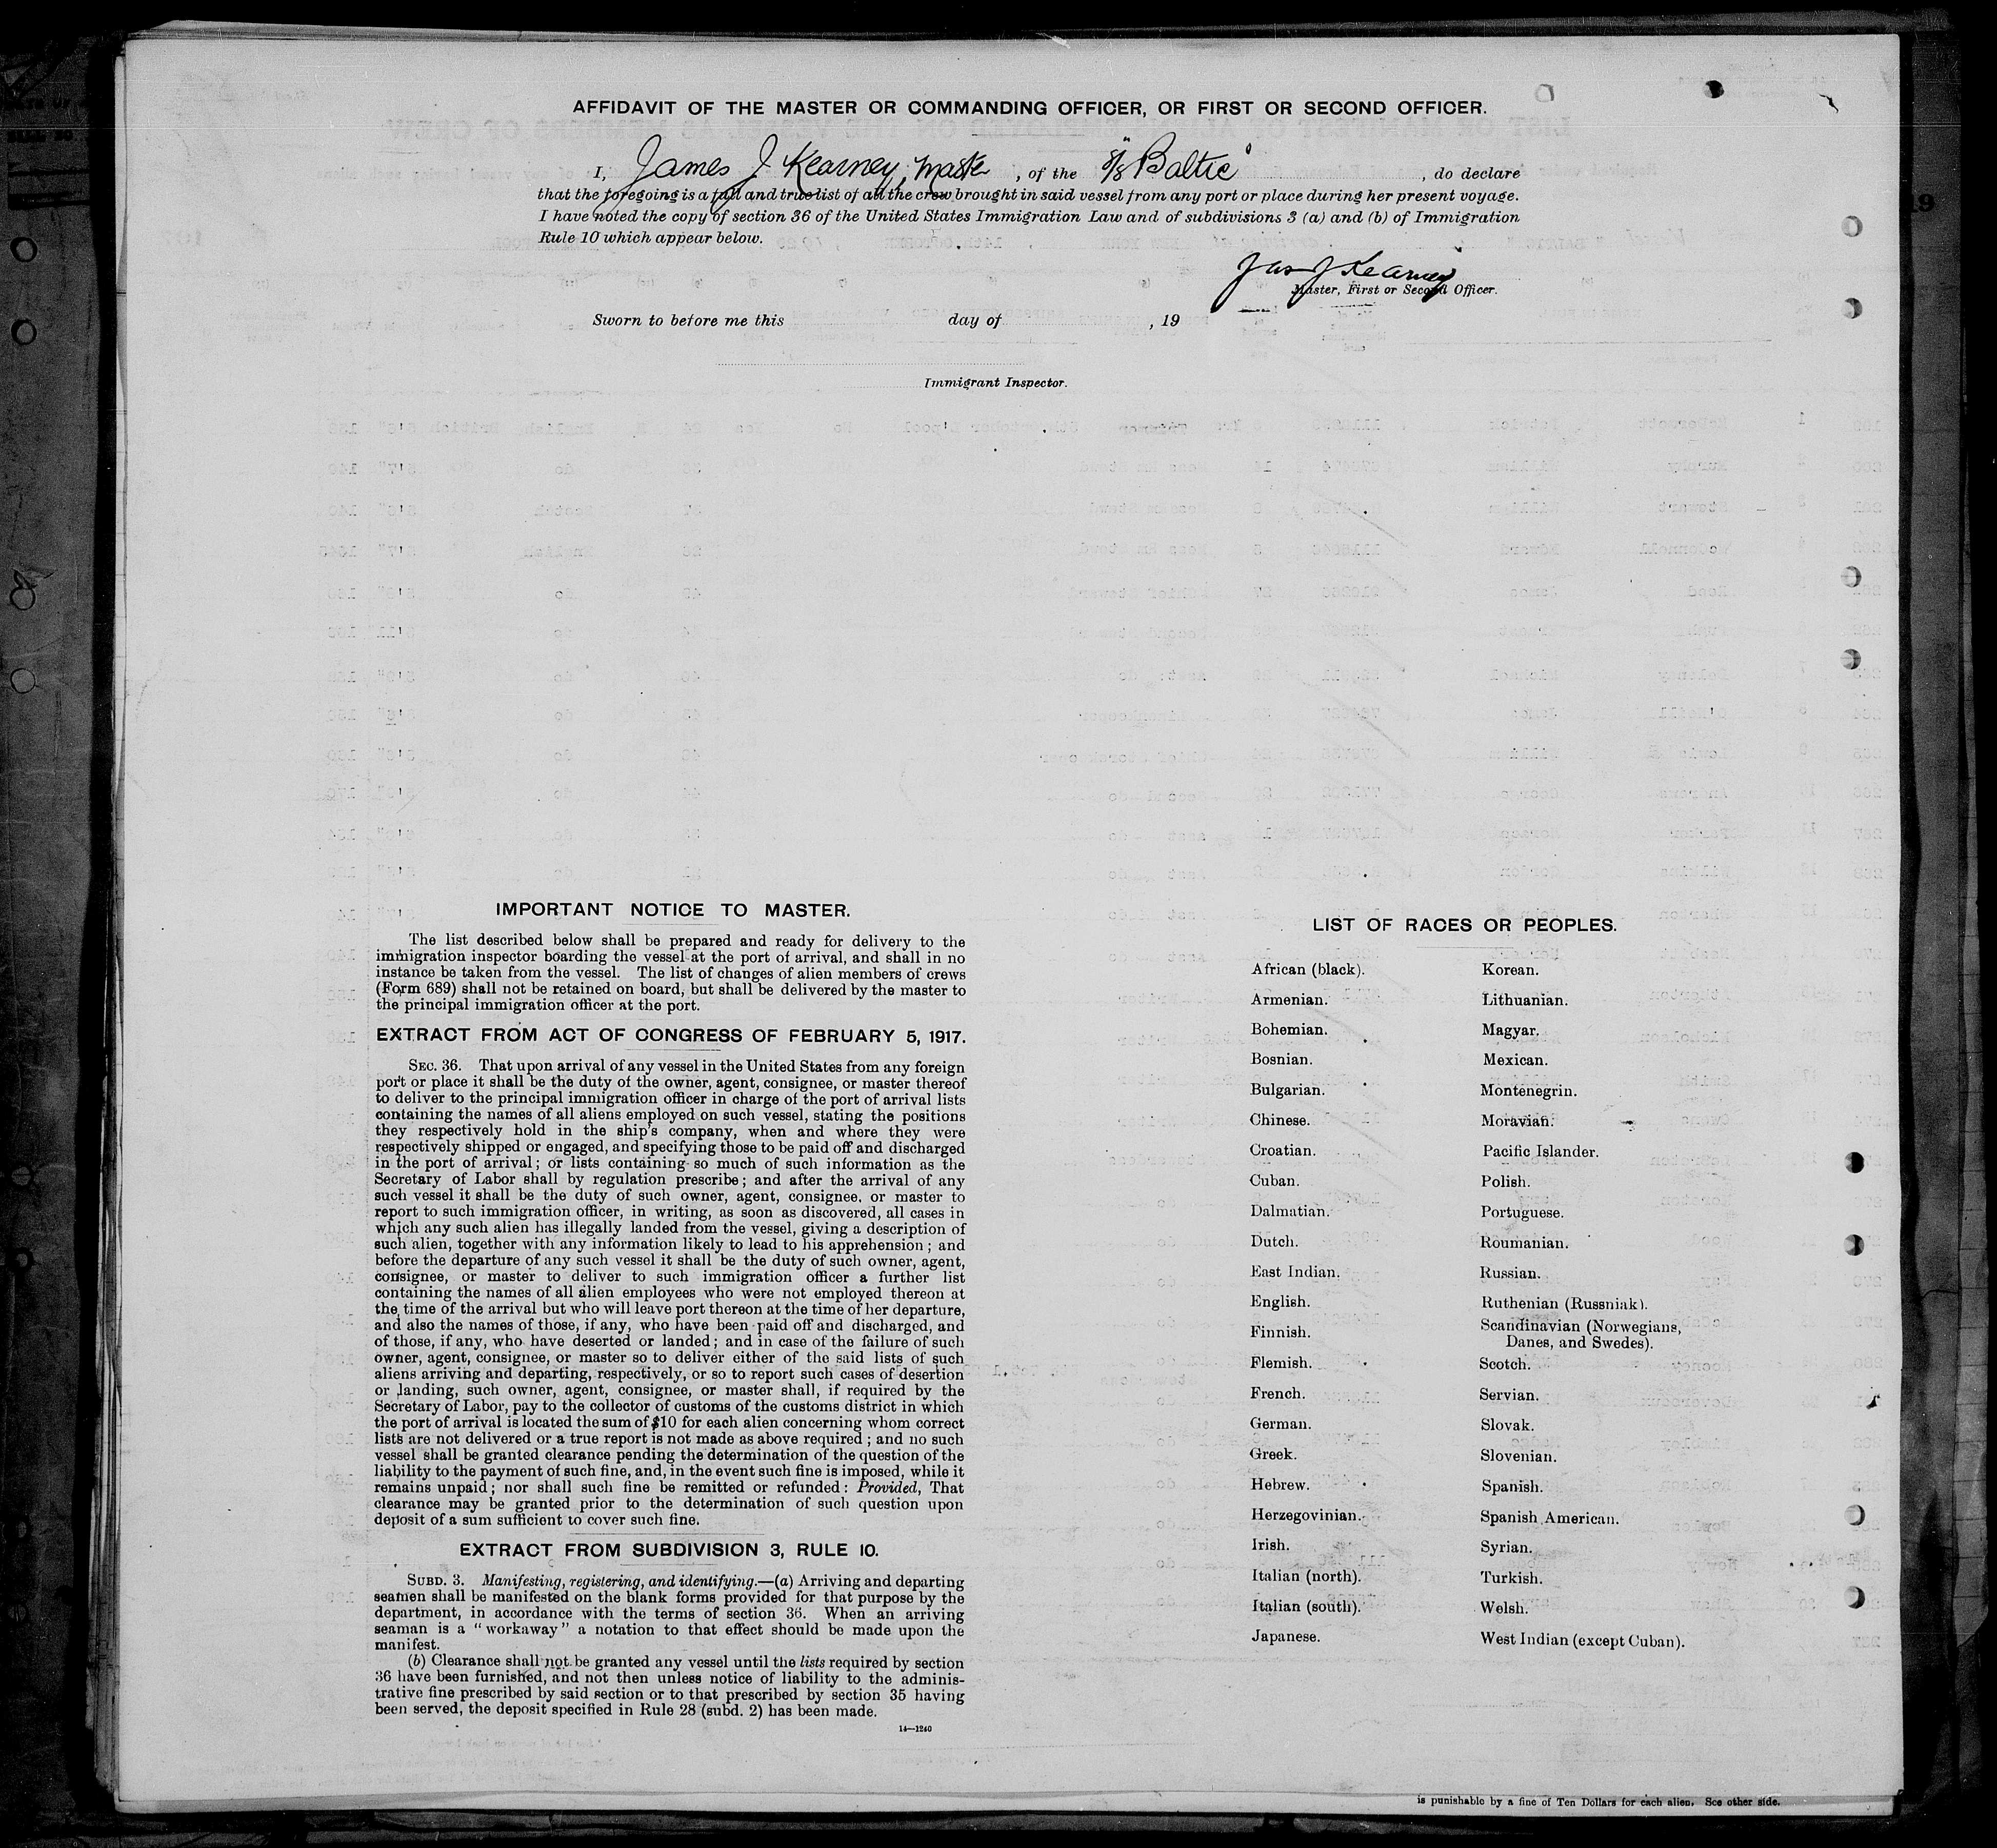 AFFIDAVIT OF THE MASTER OR COMMANDING OFFICER, OR FIRST OR SECOND OFFICER.
I, James J Kearney, Master, of the S/S "Baltic", do declare
that the foregoing is a full and true list of all the crew brought in said vessel from any port or place during her present voyage.
I have noted the copy of section 36 of the United States Immigration Law and of subdivisions 3 (a) and (b) of Immigration
Rule 10 which appear below.
Jas J Kearney
Master, First or Second Officer.
Sworn to before me this day of , 19
Immigrant Inspector.
IMPORTANT NOTICE TO MASTER.
The list described below shall be prepared and ready for delivery to the
immigration inspector boarding the vessel at the port of arrival, and shall in no
instance be taken from the vessel. The list of changes of alien members of crews
(Form 689) shall not be retained on board, but shall be delivered by the master to
the principal immigration officer at the port.
EXTRACT FROM ACT OF CONGRESS OF FEBRUARY 5, 1917.
SEC. 36. That upon arrival of any vessel in the United States from any foreign
port or place it shall be the duty of the owner, agent, consignee, or master thereof
to deliver to the principal immigration officer in charge of the port of arrival lists
containing the names of all aliens employed on such vessel, stating the positions
they respectively hold in the ship's company, when and where they were
respectively shipped or engaged, and specifying those to be paid off and discharged
in the port of arrival; or lists containing so much of such information as the
Secretary of Labor shall by regulation prescribe; and after the arrival of any
such vessel it shall be the duty of such owner, agent, consignee, or master to
report to such immigration officer, in writing, as soon as discovered, all cases in
which any such alien has illegally landed from the vessel, giving a description of
such alien, together with any information likely to lead to his apprehension; and
before the departure of any such vessel it shall be the duty of such owner, agent,
consignee, or master to deliver to such immigration officer a further list
containing the names of all alien employees who were not employed thereon at
the time of the arrival but who will leave port thereon at the time of her departure,
and also the names of those, if any, who have been paid off and discharged, and
of those, if any, who have deserted or landed; and in case of the failure of such
owner, agent, consignee, or master so to deliver either of the said lists of such
aliens arriving and departing, respectively, or so to report such cases of desertion
or landing, such owner, agent, consignee, or master shall, if required by the
Secretary of Labor, pay to the collector of customs of the customs district in which
the port of arrival is located the sum of $10 for each alien concerning whom correct
lists are not delivered or a true report is not made as above required; and no such
vessel shall be granted clearance pending the determination of the question of the
liability to the payment of such fine, and, in the event such fine is imposed, while it
remains unpaid; nor shall such fine be remitted or refunded: Provided, That
clearance may be granted prior to the determination of such question upon
deposit of a sum sufficient to cover such fine.
EXTRACT FROM SUBDIVISION 3, RULE 10.
SUBD. 3. Manifesting, registering, and identifying.—(a) Arriving and departing
seamen shall be manifested on the blank forms provided for that purpose by the
department, in accordance with the terms of section 36. When an arriving
seaman is a "workaway" a notation to that effect should be made upon the
manifest.
(b) Clearance shall not be granted any vessel until the lists required by section
36 have been furnished, and not then unless notice of liability to the adminis-
trative fine prescribed by said section or to that prescribed by section 35 having
been served, the deposit specified in Rule 28 (subd. 2) has been made.
14—1240
LIST OF RACES OR PEOPLES.
African (black).
Armenian.
Bohemian.
Bosnian.
Bulgarian.
Chinese.
Croatian.
Cuban.
Dalmatian.
Dutch.
East Indian.
English.
Finnish.
Flemish.
French.
German.
Greek.
Hebrew.
Herzegovinian.
Irish.
Italian (north).
Italian (south).
Japanese.
Korean.
Lithuanian.
Magyar.
Mexican.
Montenegrin.
Moravian.
Pacific Islander.
Polish.
Portuguese.
Roumanian.
Russian.
Ruthenian (Russniak).
Scandinavian (Norwegians,
Danes, and Swedes).
Scotch.
Servian.
Slovak.
Slovenian.
Spanish.
Spanish American.
Syrian.
Turkish.
Welsh.
West Indian (except Cuban).
is punishable by a fine of Ten Dollars for each alien. See other side.